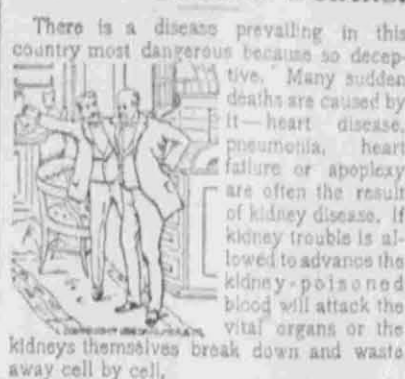 There is a disease prevailing in this
country most dangerous because so decep-
tive. Many sudden
deaths are caused by
it—heart disease,
pneumonia, heart
failure or apoplexy
are often the result
of kidney disease. If
kidney trouble is al-
lowed to advance the
kidney-poisoned
blood will attack the
vital organs or the
kidneys themselves break down and waste
away cell by cell.